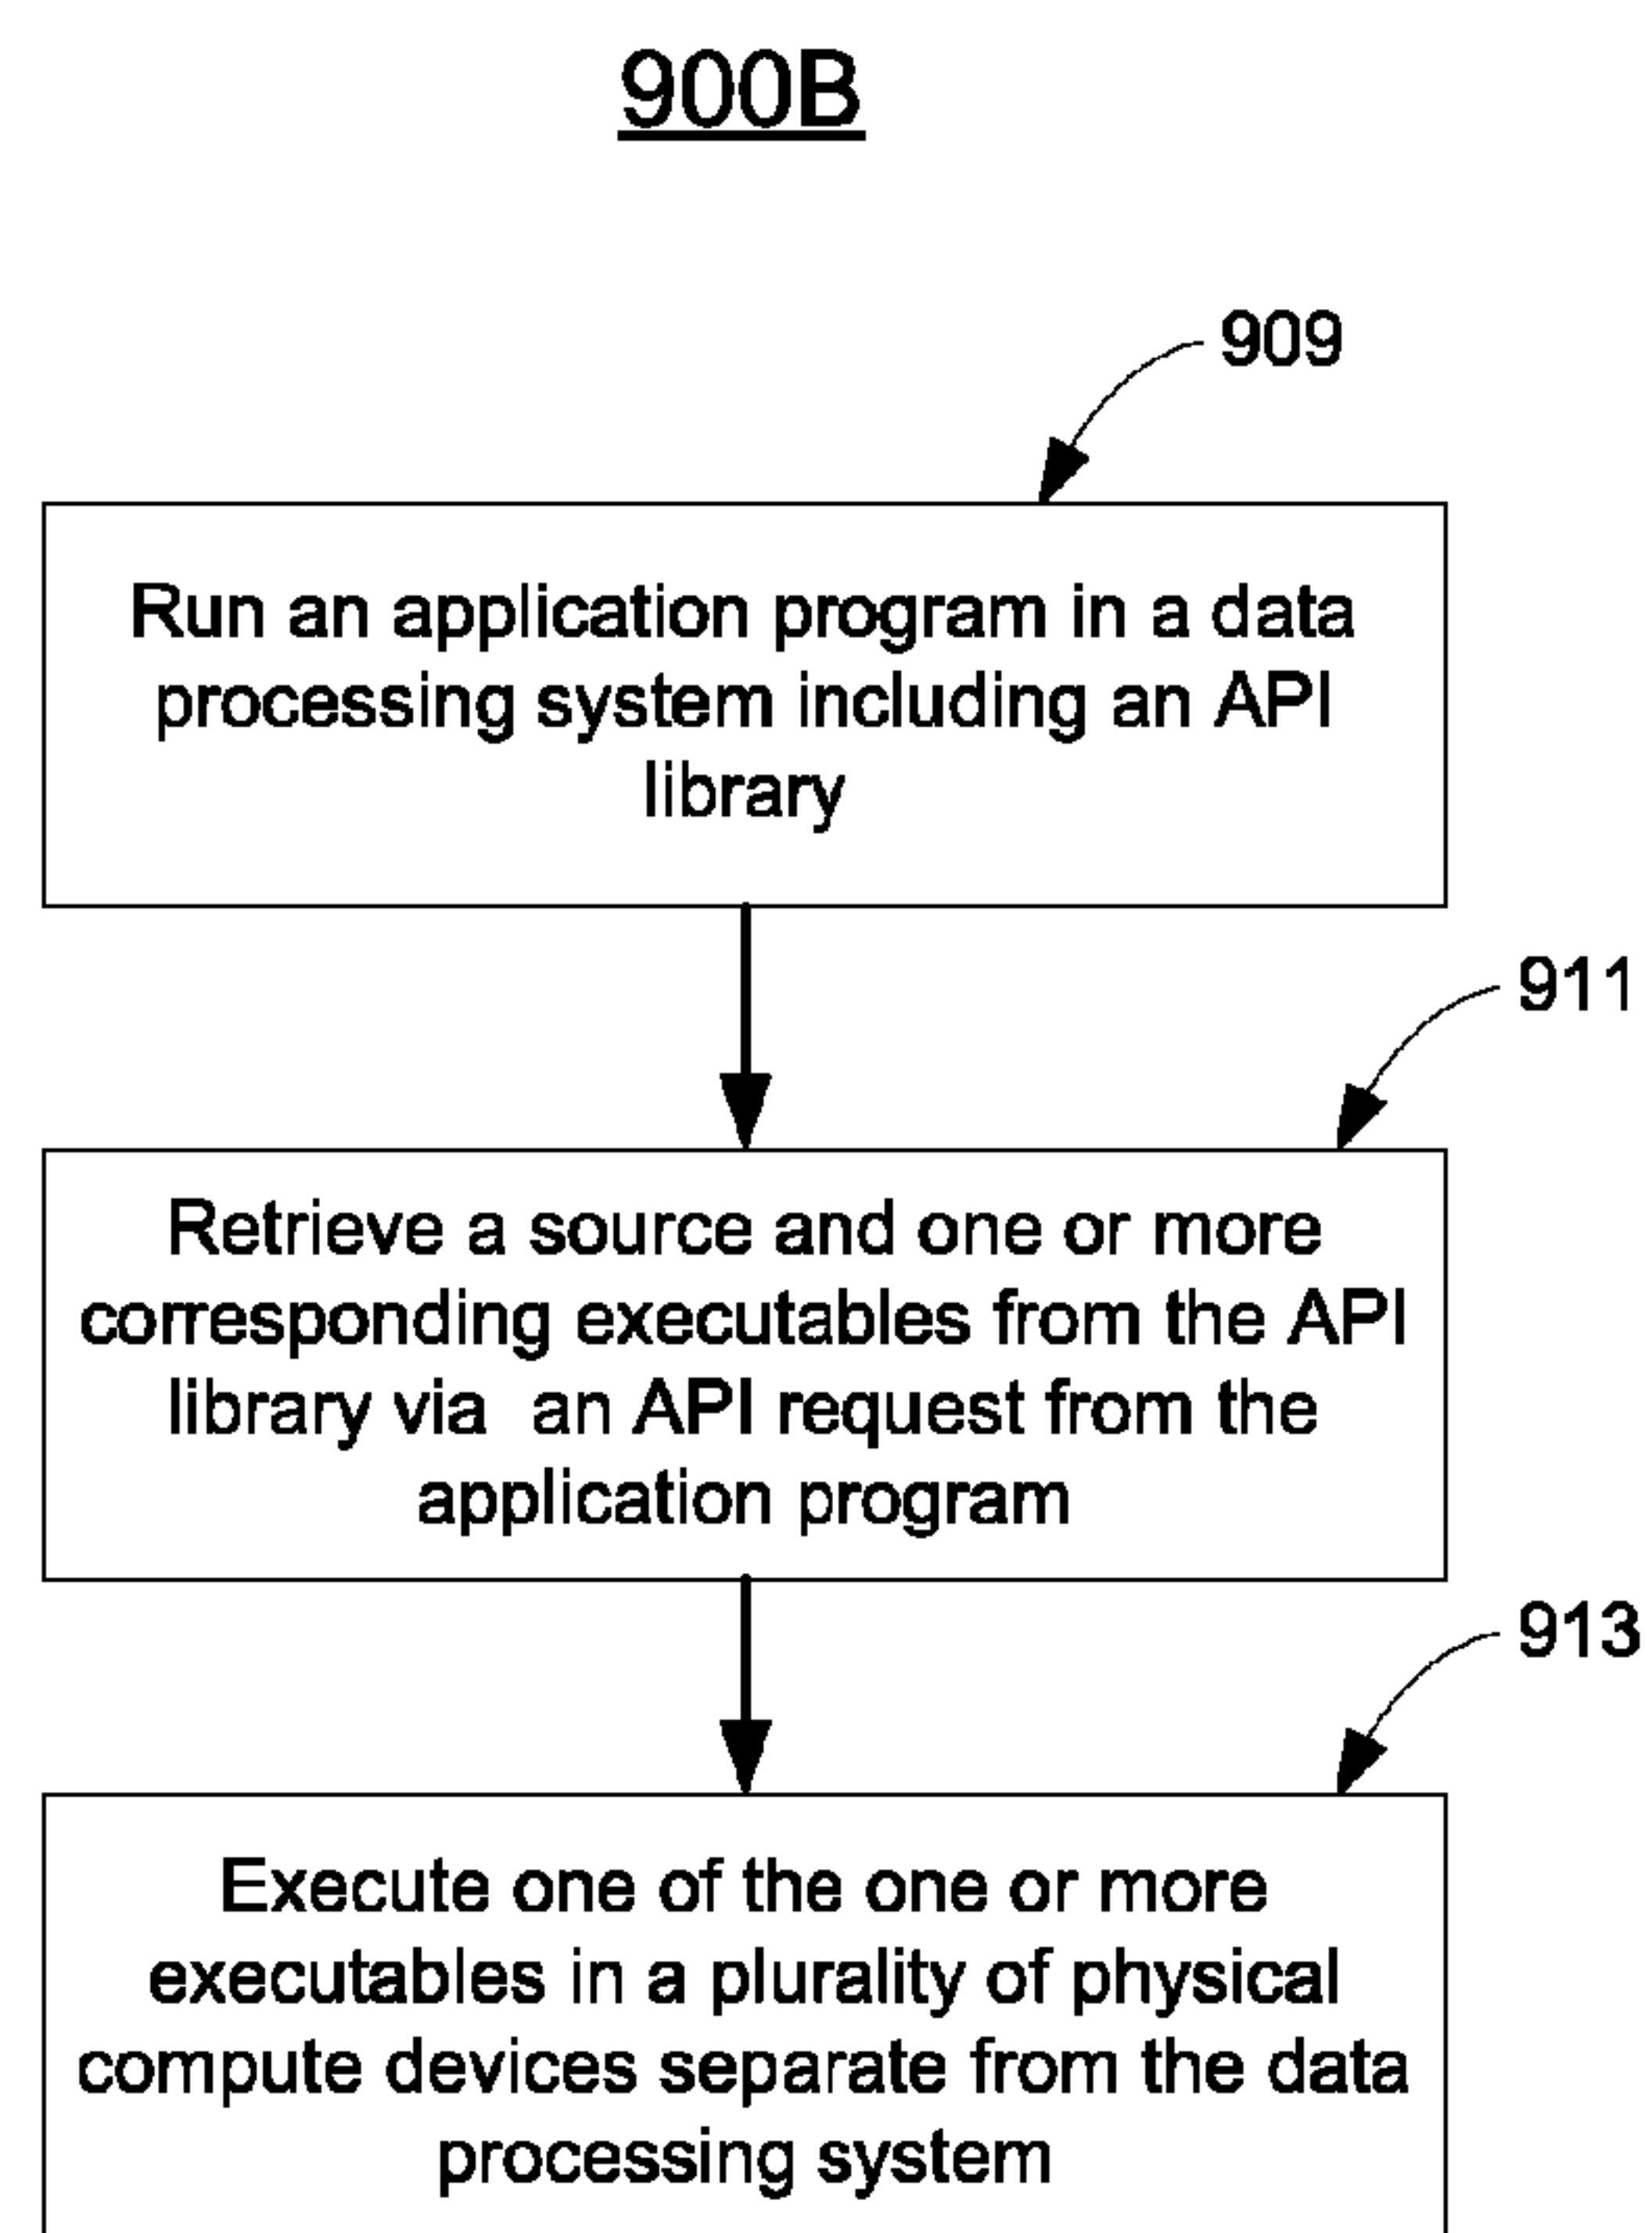 900B
909
Run an application program in a data
processing system including an API
library
911
Retrieve a source and one or more
corresponding executables from the API
library via an API request from the
application program
913
Execute one of the one or more
executables in a plurality of physical
compute devices separate from the data
processing system